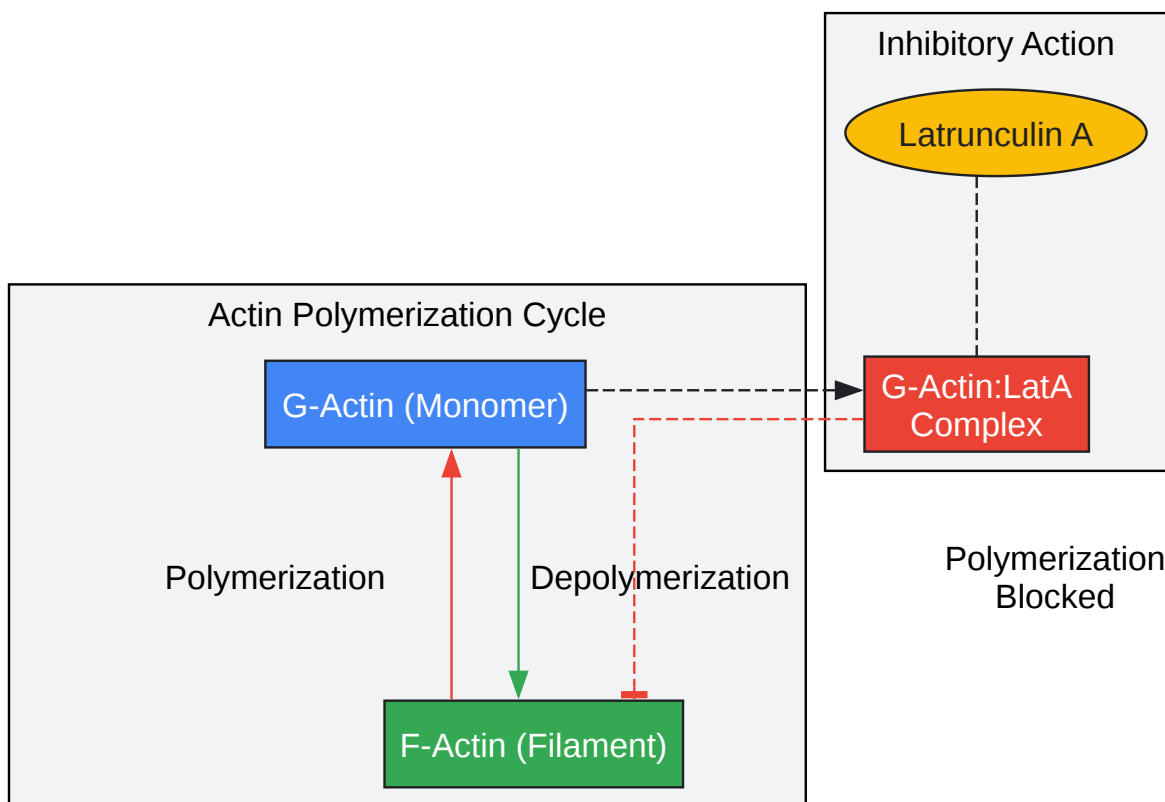 Inhibitory Action
Latrunculin A
Actin Polymerization Cycle
G-Actin (Monomer)
G-Actin:LatA
Complex
Polymerization
Depolymerization
Polymerization
Blocked
F-Actin (Filament)